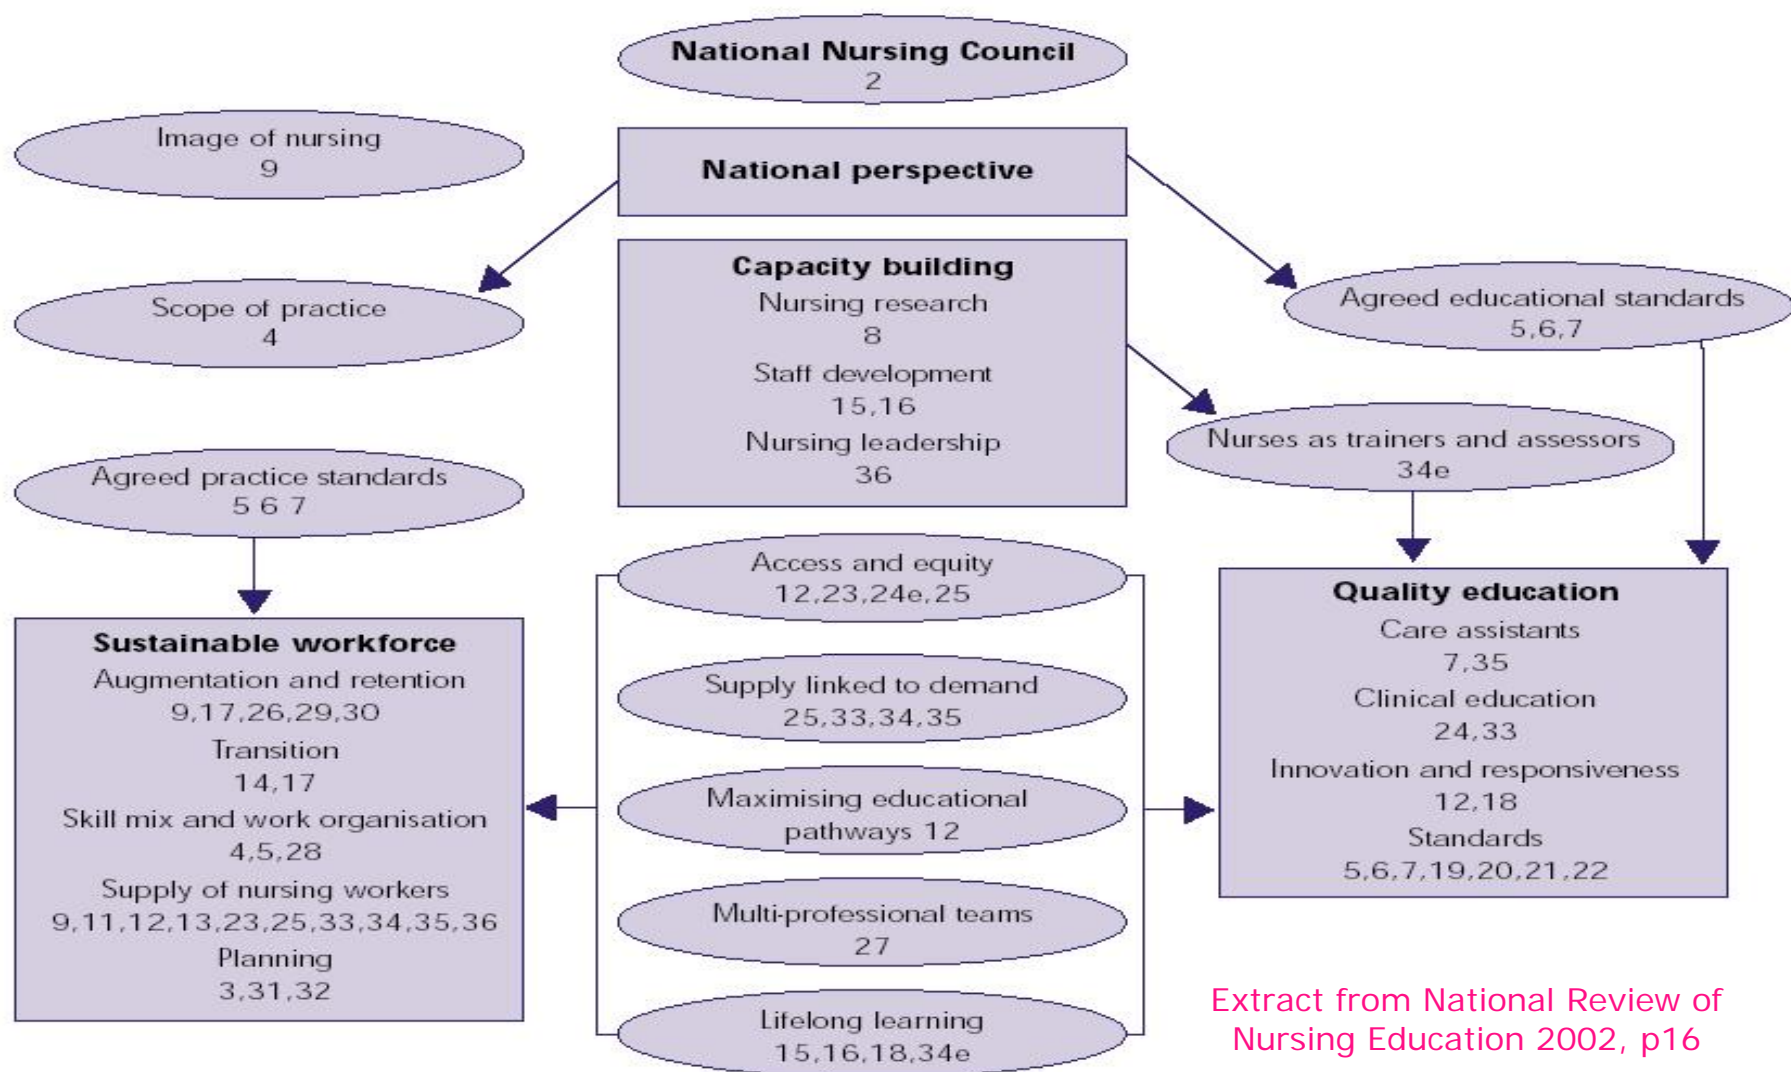 National Nursing Council
2
Image of nursing
9
National perspective
Scope of practice
4
Capacity building
Nursing research
8
Staff development
15,16
Nursing leadership
36
Agreed educational standards
5,6,7
Nurses as trainers and assessors
34e
Agreed practice standards
5 6 7
Sustainable workforce
Augmentation and retention
9,17,26,29,30
Transition
14,17
Skill mix and work organisation
4,5,28
Supply of nursing workers
9,11,12,13,23,25,33,34,35,36
Planning
3,31,32
Access and equity
12,23,24e,25
Supply linked to demand
25,33,34,35
Maximising educational
pathways 12
Multi-professional teams
27
Lifelong learning
15,16,18,34e
Quality education
Care assistants
7,35
Clinical education
24,33
Innovation and responsiveness
12,18
Standards
5,6,7,19,20,21,22
Extract from National Review of
Nursing Education 2002, p16